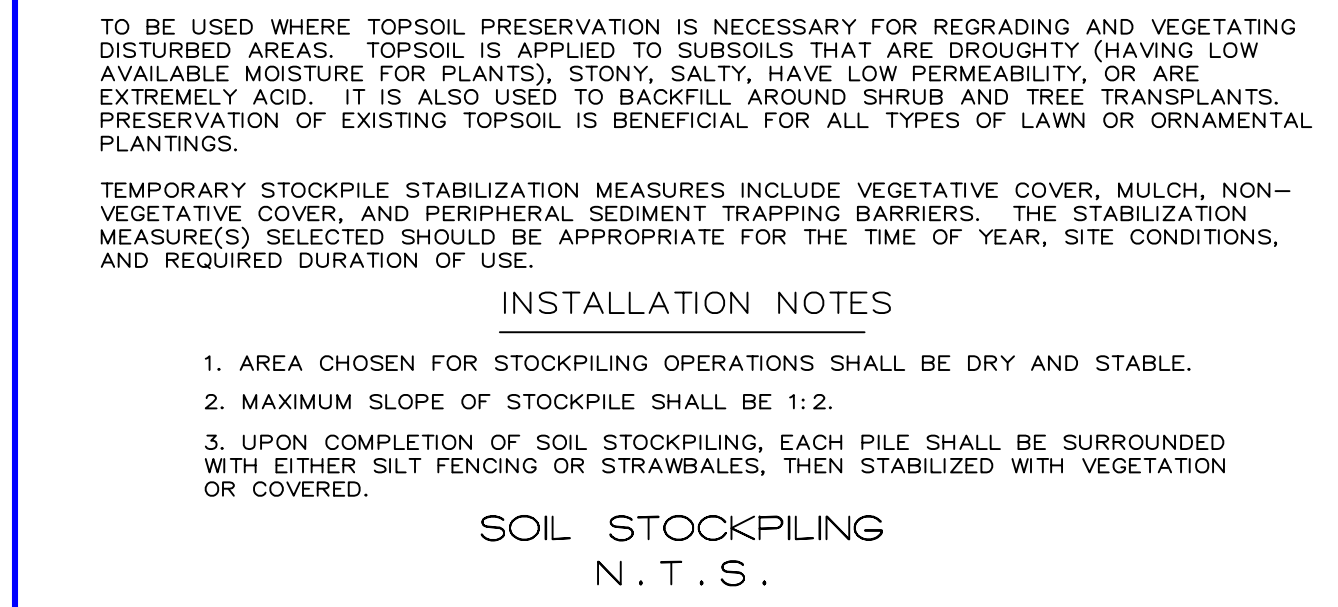 TO BE USED WHERE TOPSOIL PRESERVATION IS NECESSARY FOR REGRADING AND VEGETATING
DISTURBED AREAS. TOPSOIL IS APPLIED TO SUBSOILS THAT ARE DROUGHTY (HAVING LOW
AVAILABLE MOISTURE FOR PLANTS), STONY, SALTY, HAVE LOW PERMEABILITY, OR ARE
EXTREMELY ACID. IT IS ALSO USED TO BACKFILL AROUND SHRUB AND TREE TRANSPLANTS.
PRESERVATION OF EXISTING TOPSOIL IS BENEFICIAL FOR ALL TYPES OF LAWN OR ORNAMENTAL
PLANTINGS.
TEMPORARY STOCKPILE STABILIZATION MEASURES INCLUDE VEGETATIVE COVER, MULCH, NON–
VEGETATIVE COVER, AND PERIPHERAL SEDIMENT TRAPPING BARRIERS. THE STABILIZATION
MEASURE(S) SELECTED SHOULD BE APPROPRIATE FOR THE TIME OF YEAR, SITE CONDITIONS,
AND REQUIRED DURATION OF USE.
INSTALLATION NOTES
1. AREA CHOSEN FOR STOCKPILING OPERATIONS SHALL BE DRY AND STABLE.
2. MAXIMUM SLOPE OF STOCKPILE SHALL BE 1:2.
3. UPON COMPLETION OF SOIL STOCKPILING, EACH PILE SHALL BE SURROUNDED
WITH EITHER SILT FENCING OR STRAWBALES, THEN STABILIZED WITH VEGETATION
OR COVERED.
SOIL STOCKPILING
N.T.S.